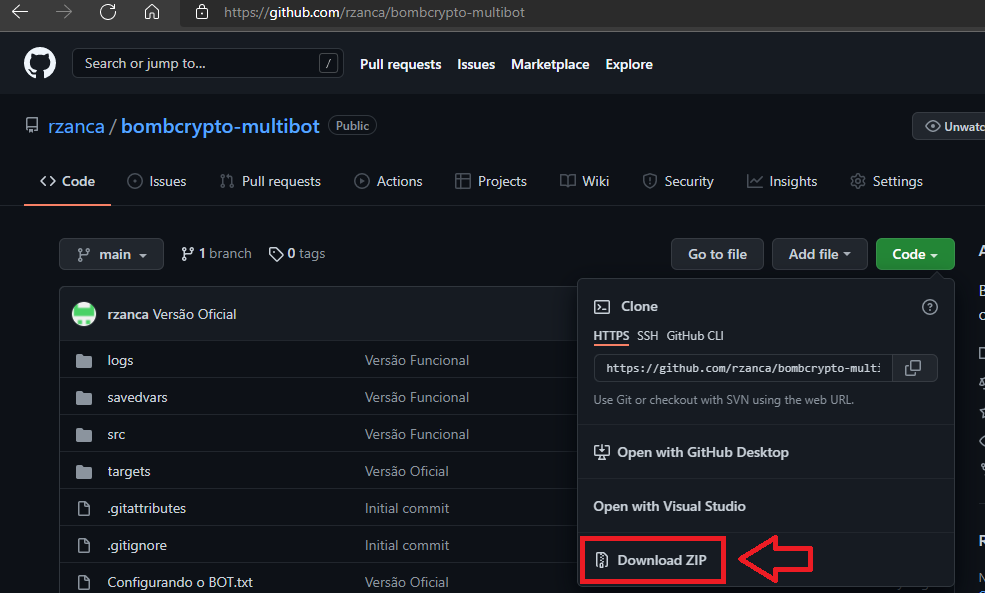 https://github.com/rzanca/bombcrypto-multibot
Search or jump to... /
Pull requests Issues Marketplace Explore
rzanca / bombcrypto-multibot Public
Unwatc
Code Issues Pull requests Actions Projects Wiki Security Insights Settings
main 1 branch 0 tags Go to file Add file Code
rzanca Versão Oficial
logs Versão Funcional
savedvars Versão Funcional
src Versão Funcional
targets Versão Oficial
.gitattributes Initial commit
.gitignore Initial commit
Configurando o BOT.txt Versão Oficial
Clone
HTTPS SSH GitHub CLI
https://github.com/rzanca/bombcrypto-multi
Use Git or checkout with SVN using the web URL.
Open with GitHub Desktop
Open with Visual Studio
Download ZIP